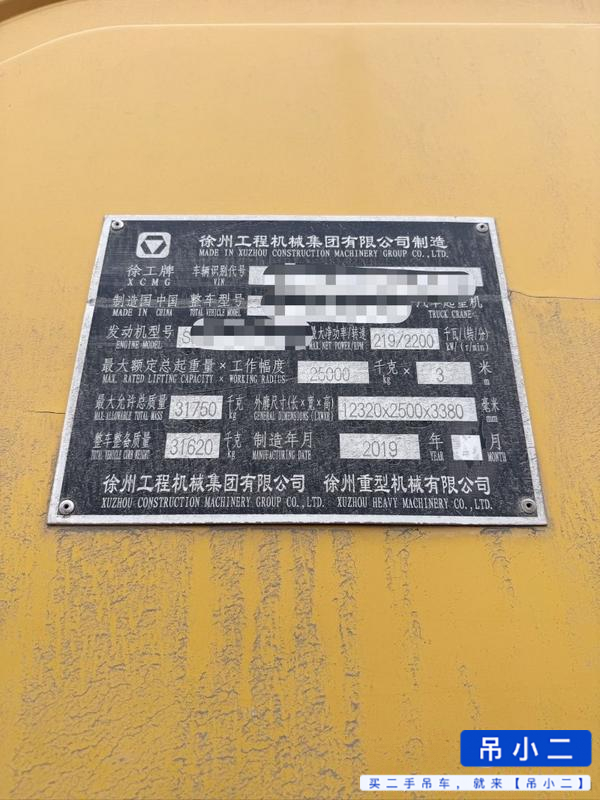 徐州工程机械集团有限公司制造
MADE IN XUZHOU CONSTRUCTION MACHINERY GROUP CO.,LTD.
徐工牌 车辆识别代号
XCMG VIN
制造国 中国 整车型号 汽车起重机
MADE IN CHINA TOTAL VEHICLE MODEL TRUCK CRANE
发动机型号 S 最大净功率/转速 219/2200 千瓦/(转/分)
ENGINE MODEL MAX.NET POWER/RPM kW/(r/min)
最大额定总起重量×工作幅度 25000 千克 × 3 米
MAX. RATED LIFTING CAPACITY × WORKING RADIUS kg m
最大允许总质量 31750 千克 外廓尺寸(长×宽×高) 12320x2500x3380 毫米
MAX.ALLOWABLE TOTAL MASS kg GENERAL DIMENSIONS (LXWXH) mm
整车整备质量 31620 千克 制造年月 2019 年 月
TOTAL VEHICLE CURB WEIGHT kg MANUFACTURING DATE YEAR MONTH
徐州工程机械集团有限公司 徐州重型机械有限公司
XUZHOU CONSTRUCTION MACHINERY GROUP CO.,LTD. XUZHOU HEAVY MACHINERY CO.,LTD.
吊小二
买二手吊车，就来【吊小二】